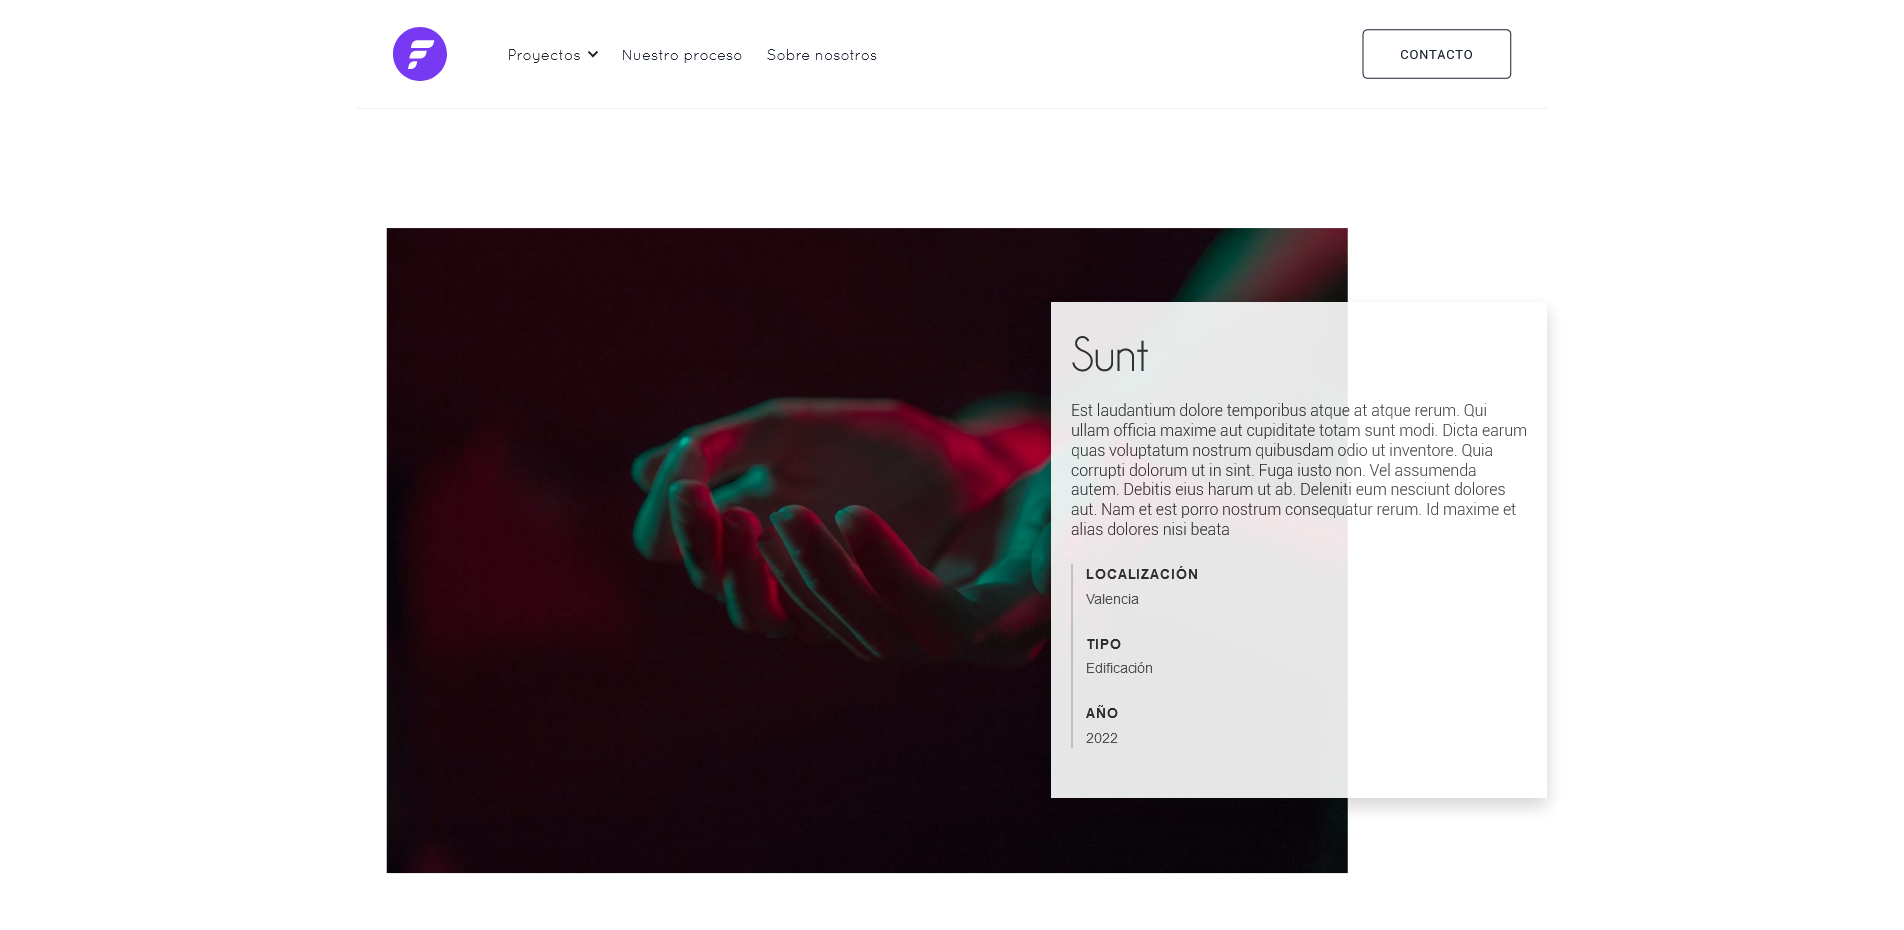 Proyectos
Nuestro proceso
Sobre nosotros
CONTACTO
Sunt
Est laudantium dolore temporibus atque at atque rerum. Qui
ullam officia maxime aut cupiditate totam sunt modi. Dicta earum
quas voluptatum nostrum quibusdam odio ut inventore. Quia
corrupti dolorum ut in sint. Fuga iusto non. Vel assumenda
autem. Debitis eius harum ut ab. Deleniti eum nesciunt dolores
aut. Nam et est porro nostrum consequatur rerum. Id maxime et
alias dolores nisi beata
LOCALIZACIÓN
Valencia
TIPO
Edificación
AÑO
2022